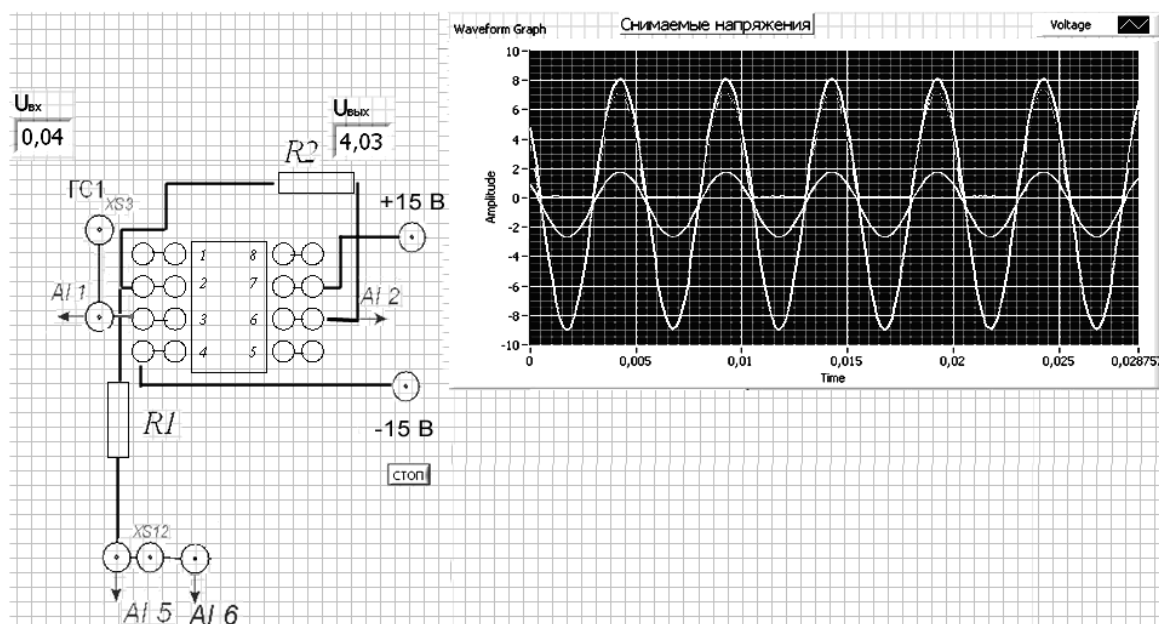 Uвх
0,04
Uвых
4,03
R2
ГС1
XS3
+15 В
1
8
2
7
AI 1
AI 2
3
6
4
5
R1
-15 В
стоп
XS12
AI 5
AI 6
Снимаемые напряжения
Waveform Graph
Voltage
Amplitude
10
8
6
4
2
0
-2
-4
-6
-8
-10
0
0,005
0,01
0,015
0,02
0,025
0,028757
Time